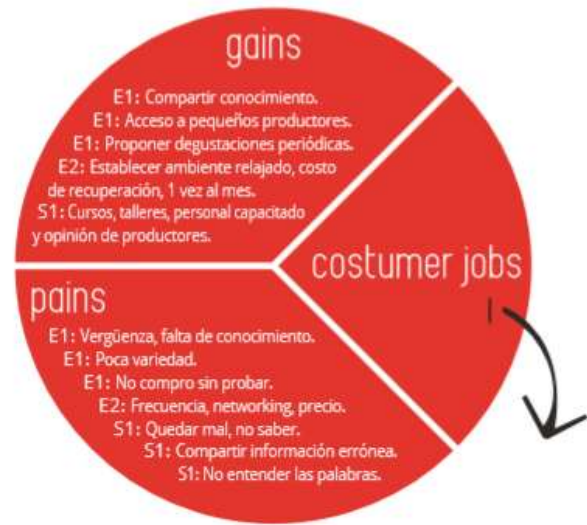 gains
E1: Compartir conocimiento.
E1: Acceso a pequeños productores.
E1: Proponer degustaciones periódicas.
E2: Establecer ambiente relajado, costo
de recuperación, 1 vez al mes.
S1: Cursos, talleres, personal capacitado
y opinión de productores.
costumer jobs
pains
E1: Vergüenza, falta de conocimiento.
E1: Poca variedad.
E1: No compro sin probar.
E2: Frecuencia, networking, precio.
S1: Quedar mal, no saber.
S1: Compartir información errónea.
S1: No entender las palabras.